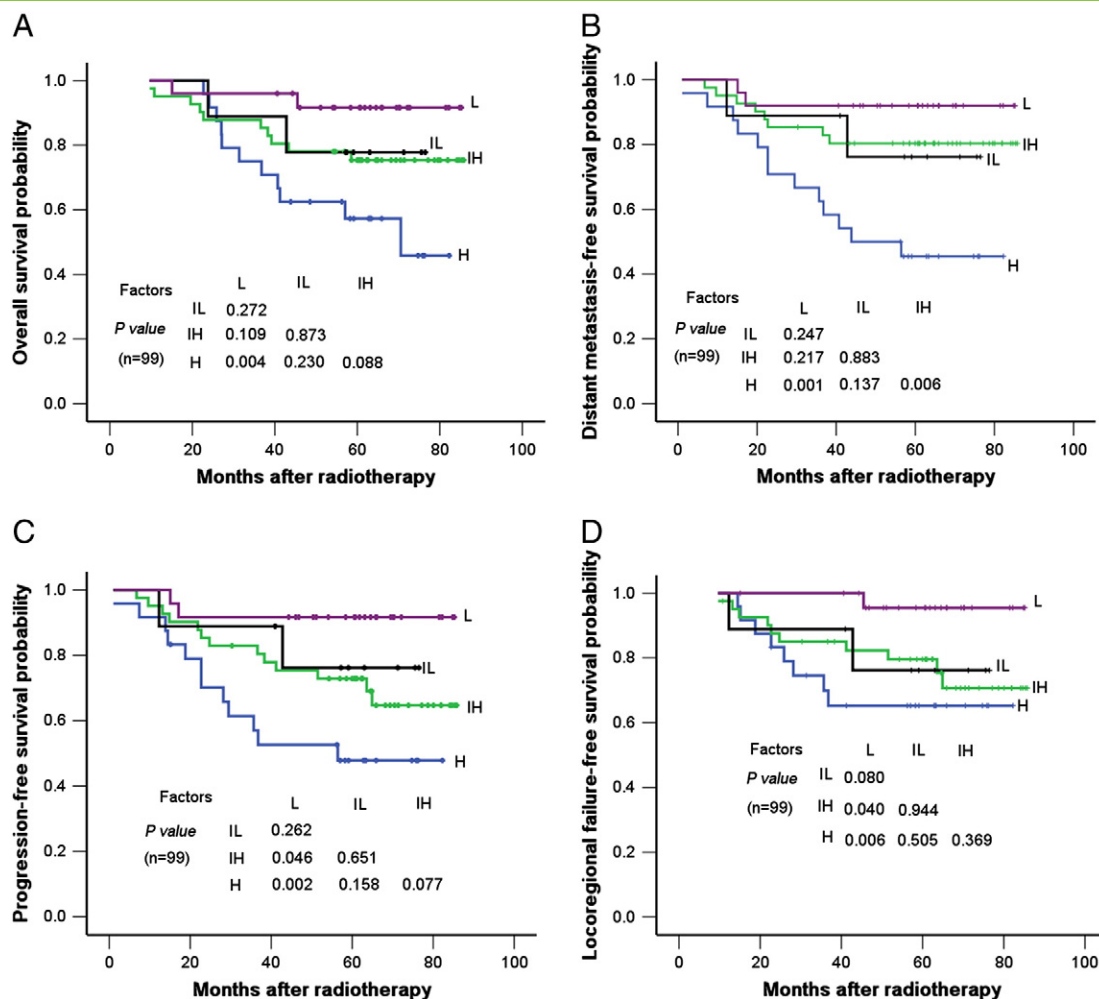 A
Overall survival probability
1.0
0.8
0.6
0.4
0.2
0.0
L
IL
IH
H
Factors L IL IH
IL 0.272
P value
IH 0.109 0.873
(n=99) H 0.004 0.230 0.088
0 20 40 60 80 100
Months after radiotherapy
B
Distant metastasis-free survival probability
1.0
0.8
0.6
0.4
0.2
0.0
L
IH
IL
H
Factors L IL IH
P value IL 0.247
(n=99) IH 0.217 0.883
H 0.001 0.137 0.006
0 20 40 60 80 100
Months after radiotherapy
C
Progression-free survival probability
1.0
0.8
0.6
0.4
0.2
0.0
L
IL
IH
H
Factors L IL IH
P value IL 0.262
(n=99) IH 0.046 0.651
H 0.002 0.158 0.077
0 20 40 60 80 100
Months after radiotherapy
D
Locoregional failure-free survival probability
1.0
0.8
0.6
0.4
0.2
0.0
L
IL
IH
H
Factors L IL IH
P value IL 0.080
(n=99) IH 0.040 0.944
H 0.006 0.505 0.369
0 20 40 60 80 100
Months after radiotherapy